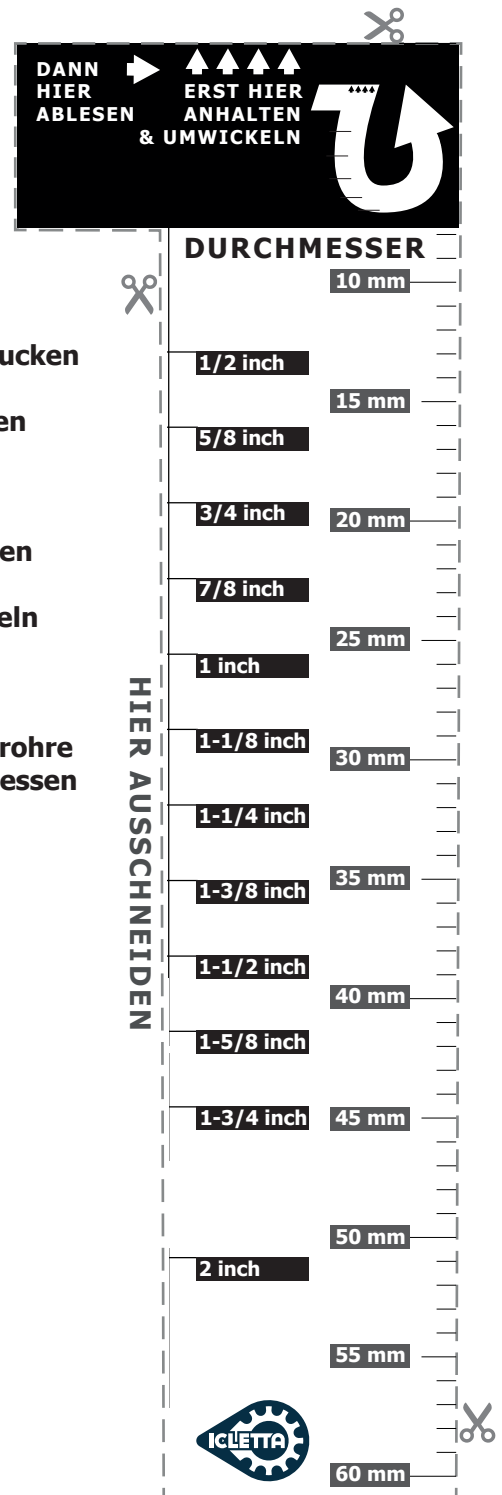 DANN
HIER
ABLESEN
ERST HIER
ANHALTEN
& UMWICKELN
DURCHMESSER
10 mm
ucken
1/2 inch
15 mm
en
5/8 inch
3/4 inch
20 mm
en
7/8 inch
eln
25 mm
1 inch
HIER AUSSCHNEIDEN
1-1/8 inch
rohre
30 mm
essen
1-1/4 inch
35 mm
1-3/8 inch
1-1/2 inch
40 mm
1-5/8 inch
1-3/4 inch
45 mm
50 mm
2 inch
55 mm
ICLETTA
60 mm